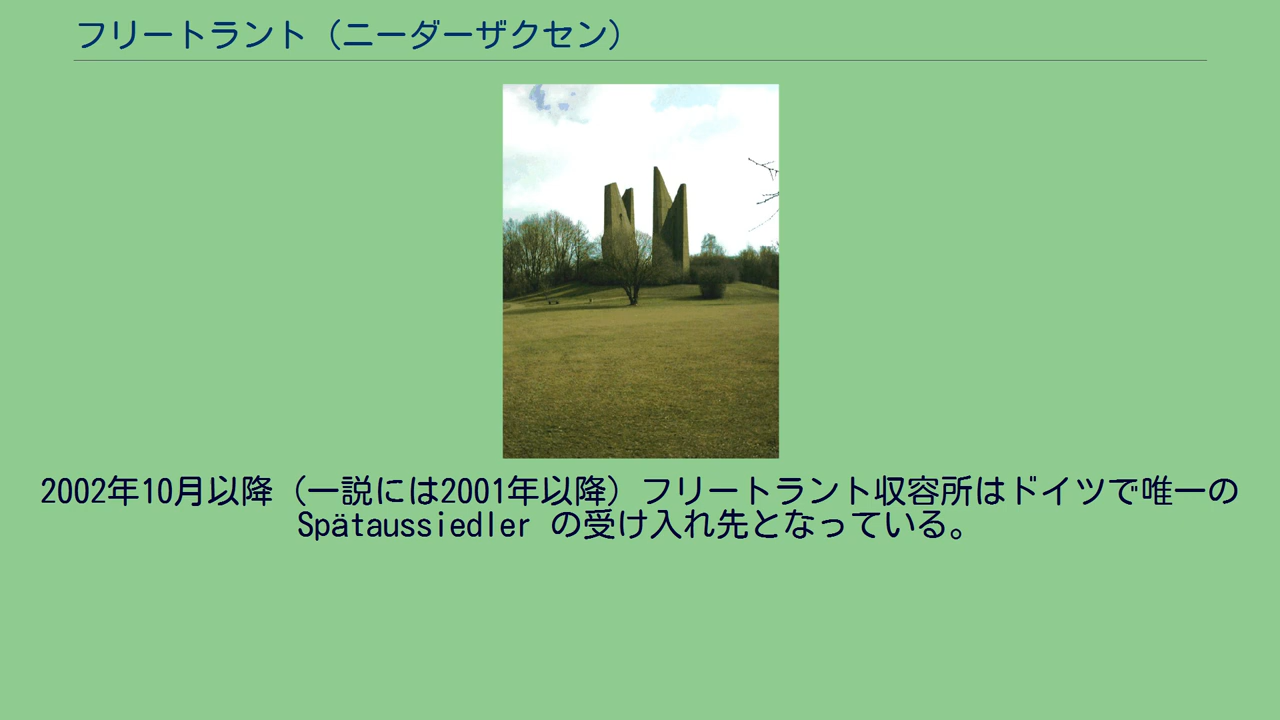 フリートラント（ニーダーザクセン）
2002年10月以降（一説には2001年以降）フリートラント収容所はドイツで唯一の
Spätaussiedler の受け入れ先となっている。